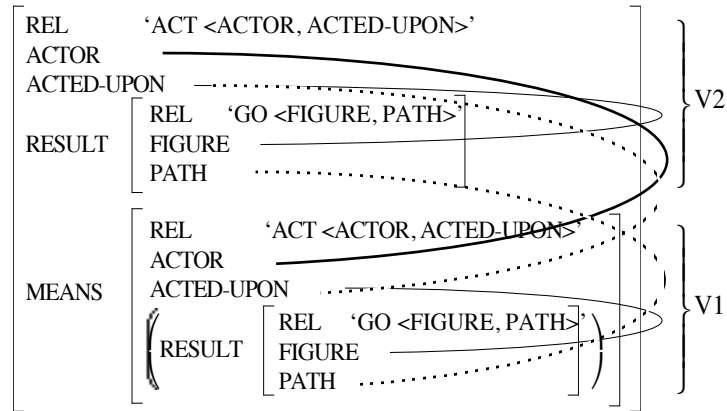 REL ‘ACT <ACTOR, ACTED-UPON>’
ACTOR
ACTED-UPON
V2
REL ‘GO <FIGURE, PATH>’
RESULT FIGURE
PATH
REL ‘ACT <ACTOR, ACTED-UPON>’
ACTOR
MEANS ACTED-UPON
V1
REL ‘GO <FIGURE, PATH>’
RESULT FIGURE
PATH